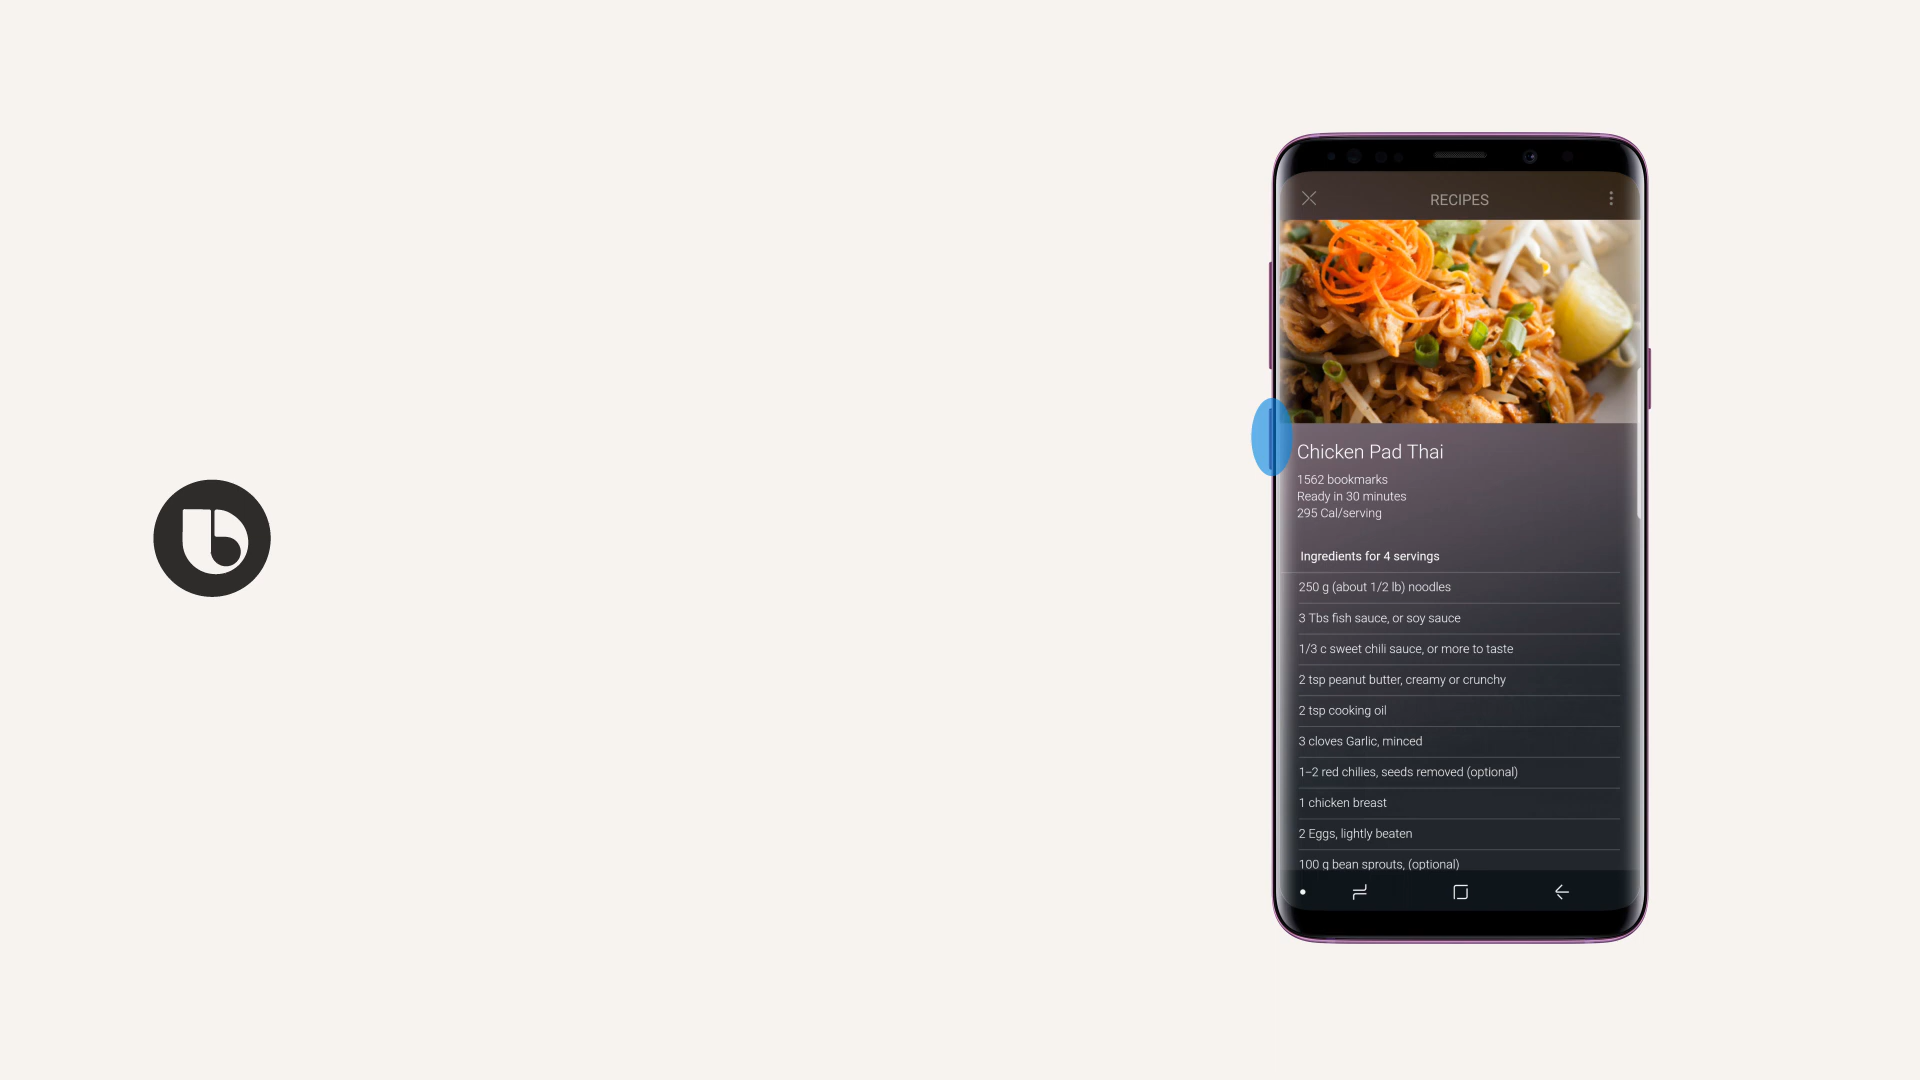 RECIPES
Chicken Pad Thai
1562 bookmarks
Ready in 30 minutes
295 Cal/serving
Ingredients for 4 servings
250 g (about 1/2 lb) noodles
3 Tbs fish sauce, or soy sauce
1/3 c sweet chili sauce, or more to taste
2 tsp peanut butter, creamy or crunchy
2 tsp cooking oil
3 cloves Garlic, minced
1–2 red chilies, seeds removed (optional)
1 chicken breast
2 Eggs, lightly beaten
100 g bean sprouts, (optional)